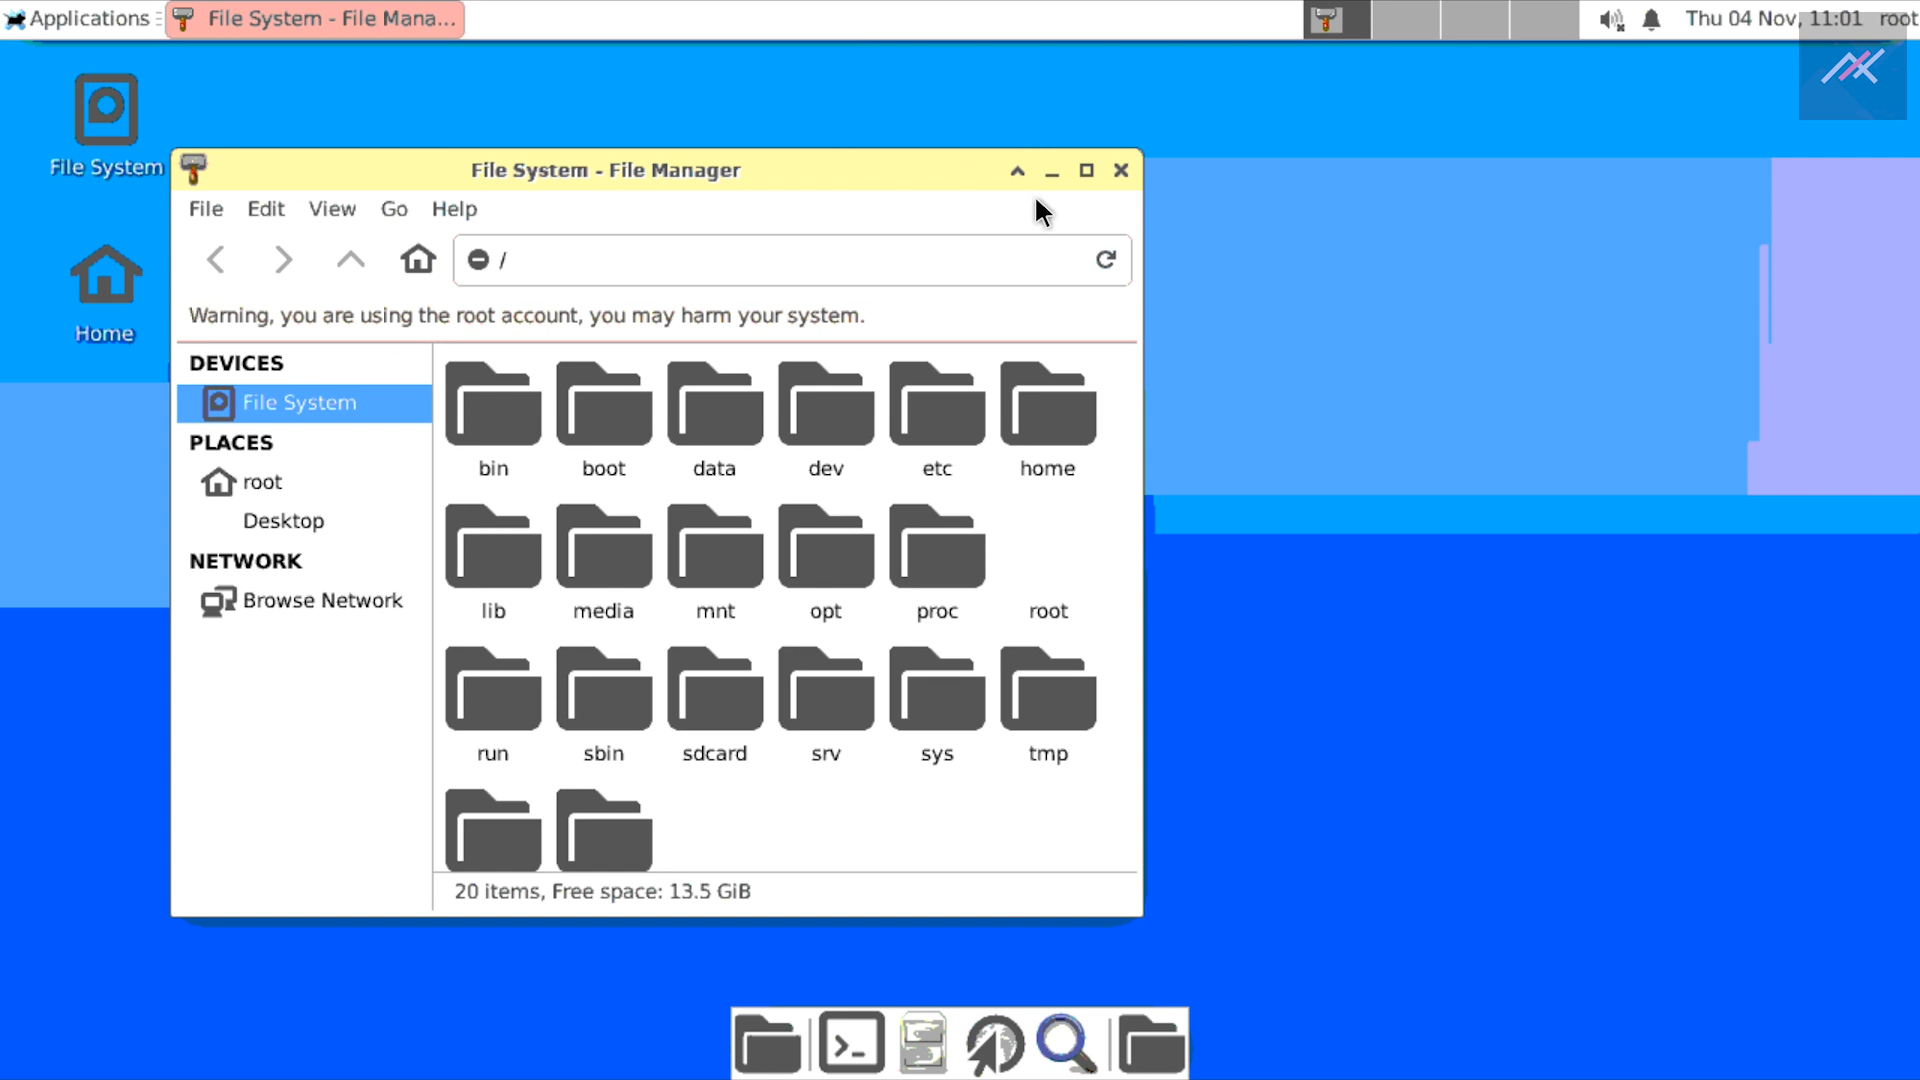 Applications File System - File Mana... Thu 04 Nov, 11:01 root
File System
Home
File System - File Manager
File Edit View Go Help
/
Warning, you are using the root account, you may harm your system.
DEVICES
File System
PLACES
root
Desktop
NETWORK
Browse Network
bin boot data dev etc home
lib media mnt opt proc root
run sbin sdcard srv sys tmp
20 items, Free space: 13.5 GiB